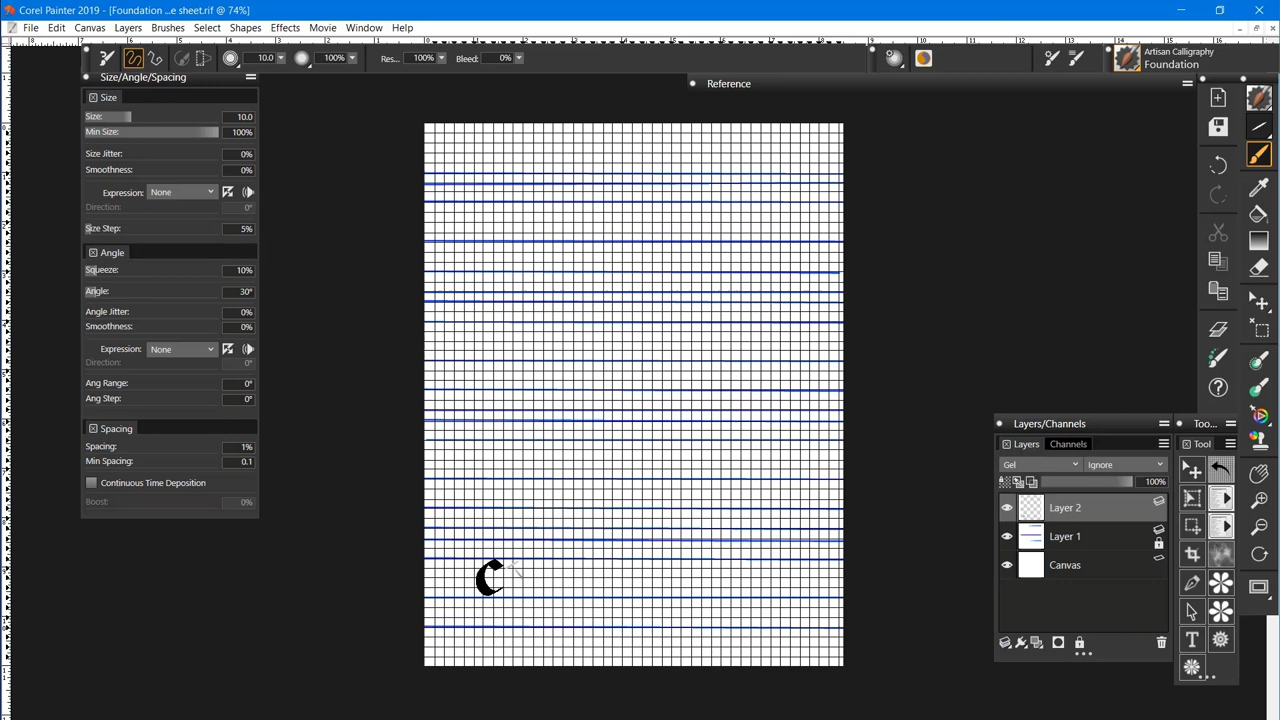 Corel Painter 2019 - [Foundation ...e sheet.rif @ 74%]
File Edit Canvas Layers Brushes Select Shapes Effects Movie Window Help
10.0 100% Res... 100% Bleed: 0%
Artisan Calligraphy
Foundation
Size/Angle/Spacing
Reference
Size
Size: 10.0
Min Size: 100%
Size Jitter: 0%
Smoothness: 0%
Expression: None
Direction: 0°
Size Step: 5%
Angle
Squeeze: 10%
Angle: 30°
Angle Jitter: 0%
Smoothness: 0%
Expression: None
Direction: 0°
Ang Range: 0°
Ang Step: 0°
Spacing
Spacing: 1%
Min Spacing: 0.1
Continuous Time Deposition
Boost: 0%
c
Layers/Channels
Layers Channels
Gel Ignore
100%
Layer 2
Layer 1
Canvas
Too...
Tool